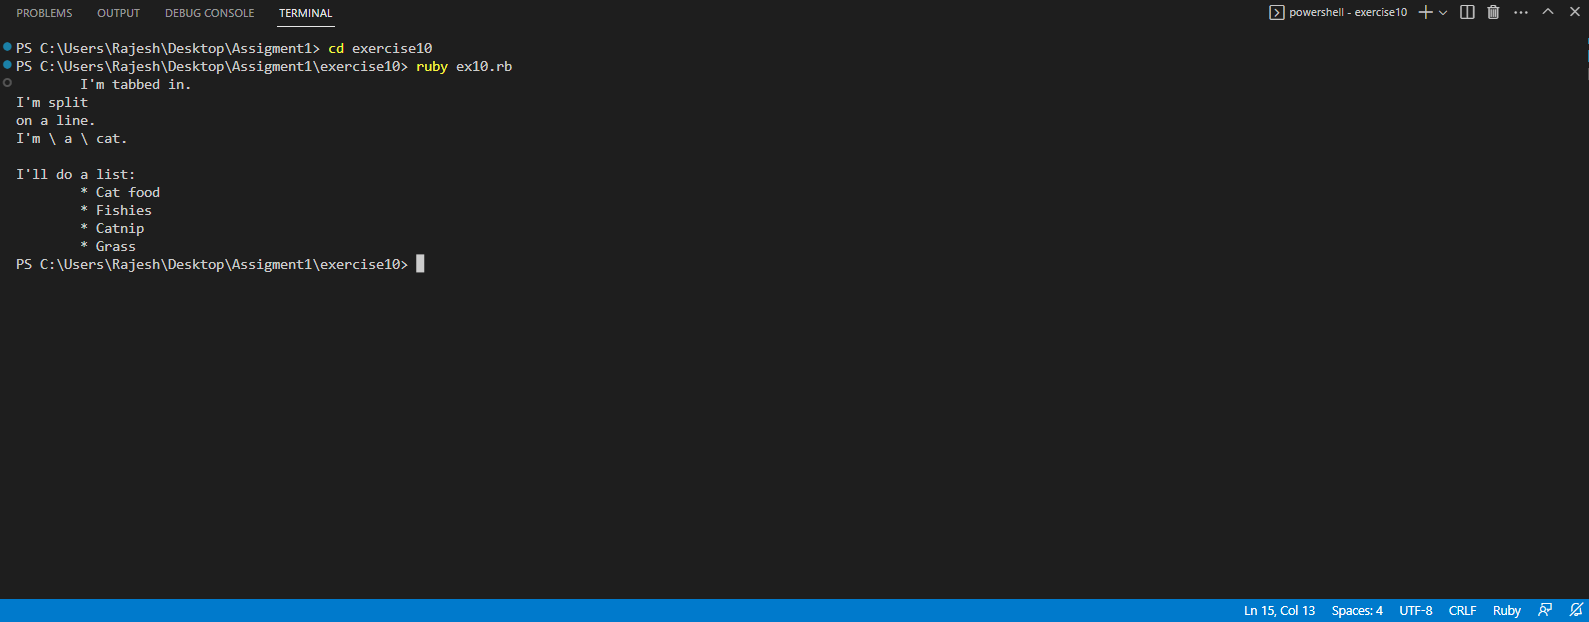 PROBLEMS OUTPUT DEBUG CONSOLE TERMINAL powershell - exercise10
PS C:\Users\Rajesh\Desktop\Assigment1> cd exercise10
PS C:\Users\Rajesh\Desktop\Assigment1\exercise10> ruby ex10.rb
        I'm tabbed in.
I'm split
on a line.
I'm \ a \ cat.

I'll do a list:
        * Cat food
        * Fishies
        * Catnip
        * Grass
PS C:\Users\Rajesh\Desktop\Assigment1\exercise10>
Ln 15, Col 13 Spaces: 4 UTF-8 CRLF Ruby